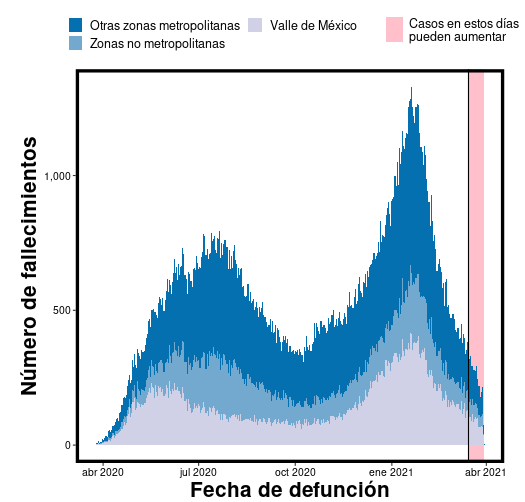 Otras zonas metropolitanas
Zonas no metropolitanas
Valle de México
Casos en estos días
pueden aumentar
Número de fallecimientos
1,000
500
0
abr 2020
jul 2020
oct 2020
ene 2021
abr 2021
Fecha de defunción